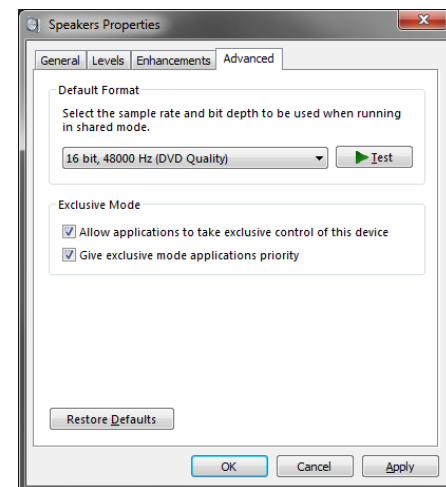 Speakers Properties
General Levels Enhancements Advanced
Default Format
Select the sample rate and bit depth to be used when running
in shared mode.
16 bit, 48000 Hz (DVD Quality) Test
Exclusive Mode
Allow applications to take exclusive control of this device
Give exclusive mode applications priority
Restore Defaults
OK Cancel Apply